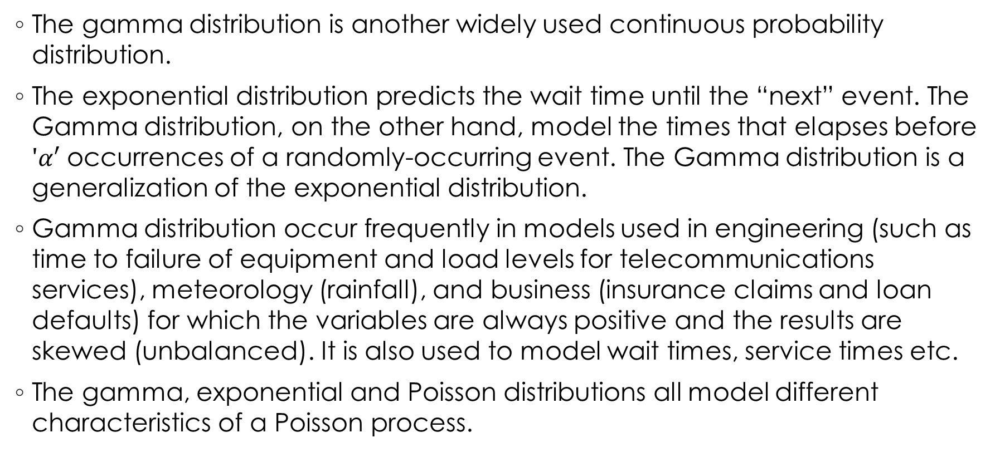 ◦ The gamma distribution is another widely used continuous probability
distribution.
◦ The exponential distribution predicts the wait time until the “next” event. The
Gamma distribution, on the other hand, model the times that elapses before
'𝛼′ occurrences of a randomly-occurring event. The Gamma distribution is a
generalization of the exponential distribution.
◦ Gamma distribution occur frequently in models used in engineering (such as
time to failure of equipment and load levels for telecommunications
services), meteorology (rainfall), and business (insurance claims and loan
defaults) for which the variables are always positive and the results are
skewed (unbalanced). It is also used to model wait times, service times etc.
◦ The gamma, exponential and Poisson distributions all model different
characteristics of a Poisson process.